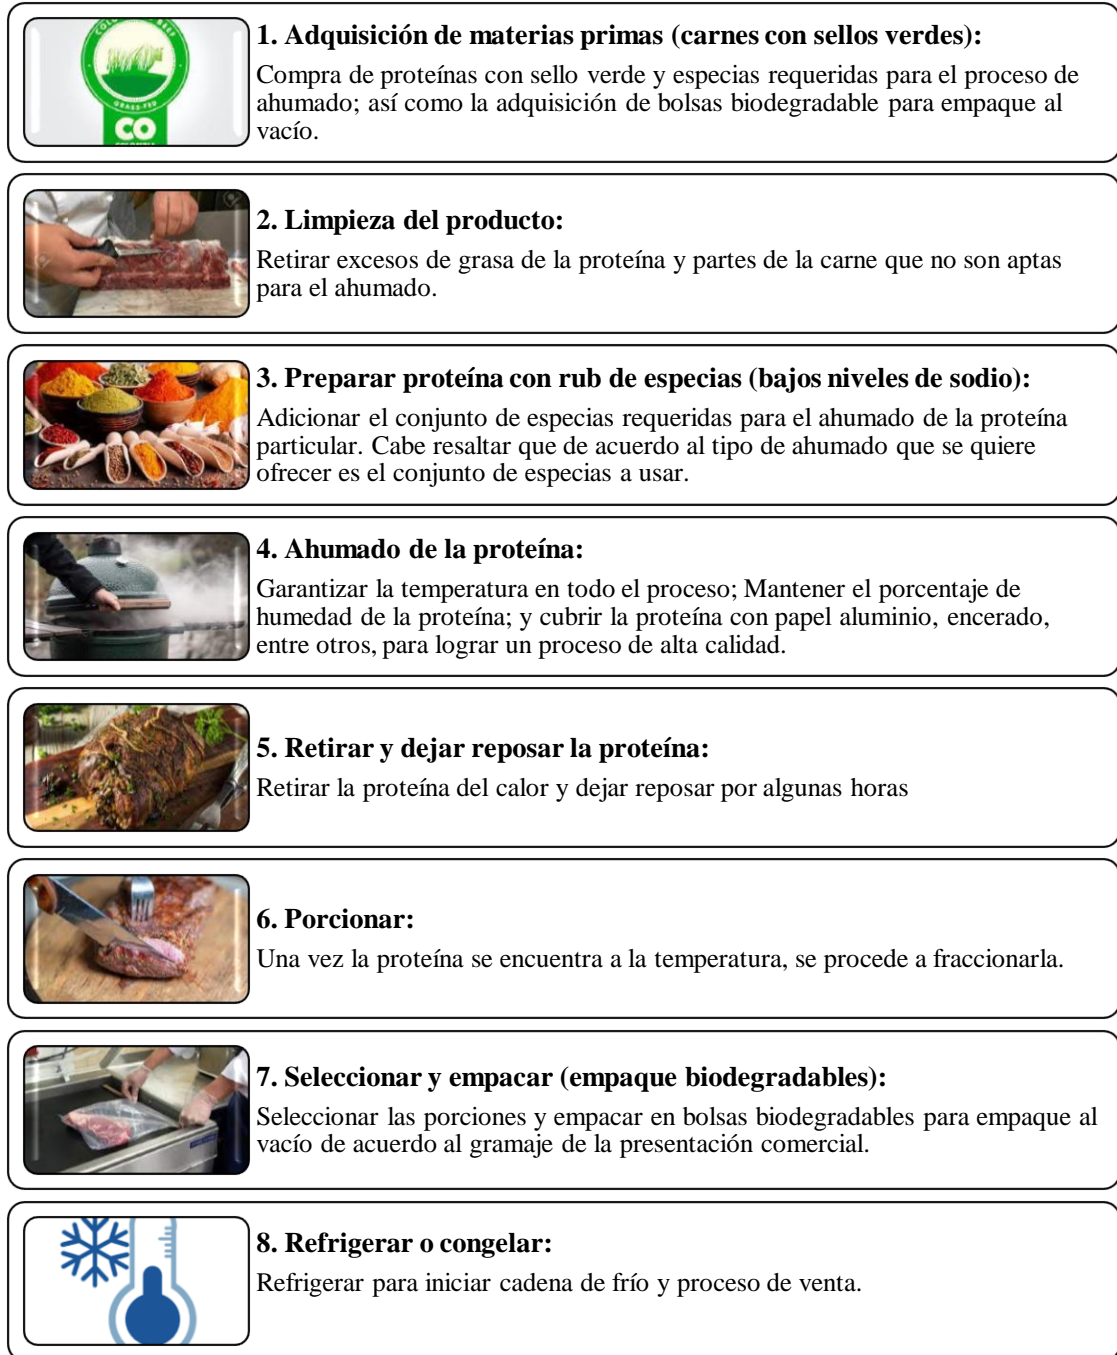 1. Adquisición de materias primas (carnes con sellos verdes):
Compra de proteínas con sello verde y especias requeridas para el proceso de
ahumado; así como la adquisición de bolsas biodegradable para empaque al
vacío.
GRASS-FED
CO
2. Limpieza del producto:
Retirar excesos de grasa de la proteína y partes de la carne que no son aptas
para el ahumado.
3. Preparar proteína con rub de especias (bajos niveles de sodio):
Adicionar el conjunto de especias requeridas para el ahumado de la proteína
particular. Cabe resaltar que de acuerdo al tipo de ahumado que se quiere
ofrecer es el conjunto de especias a usar.
4. Ahumado de la proteína:
Garantizar la temperatura en todo el proceso; Mantener el porcentaje de
humedad de la proteína; y cubrir la proteína con papel aluminio, encerado,
entre otros, para lograr un proceso de alta calidad.
5. Retirar y dejar reposar la proteína:
Retirar la proteína del calor y dejar reposar por algunas horas
6. Porcionar:
Una vez la proteína se encuentra a la temperatura, se procede a fraccionarla.
7. Seleccionar y empacar (empaque biodegradables):
Seleccionar las porciones y empacar en bolsas biodegradables para empaque al
vacío de acuerdo al gramaje de la presentación comercial.
8. Refrigerar o congelar:
Refrigerar para iniciar cadena de frío y proceso de venta.